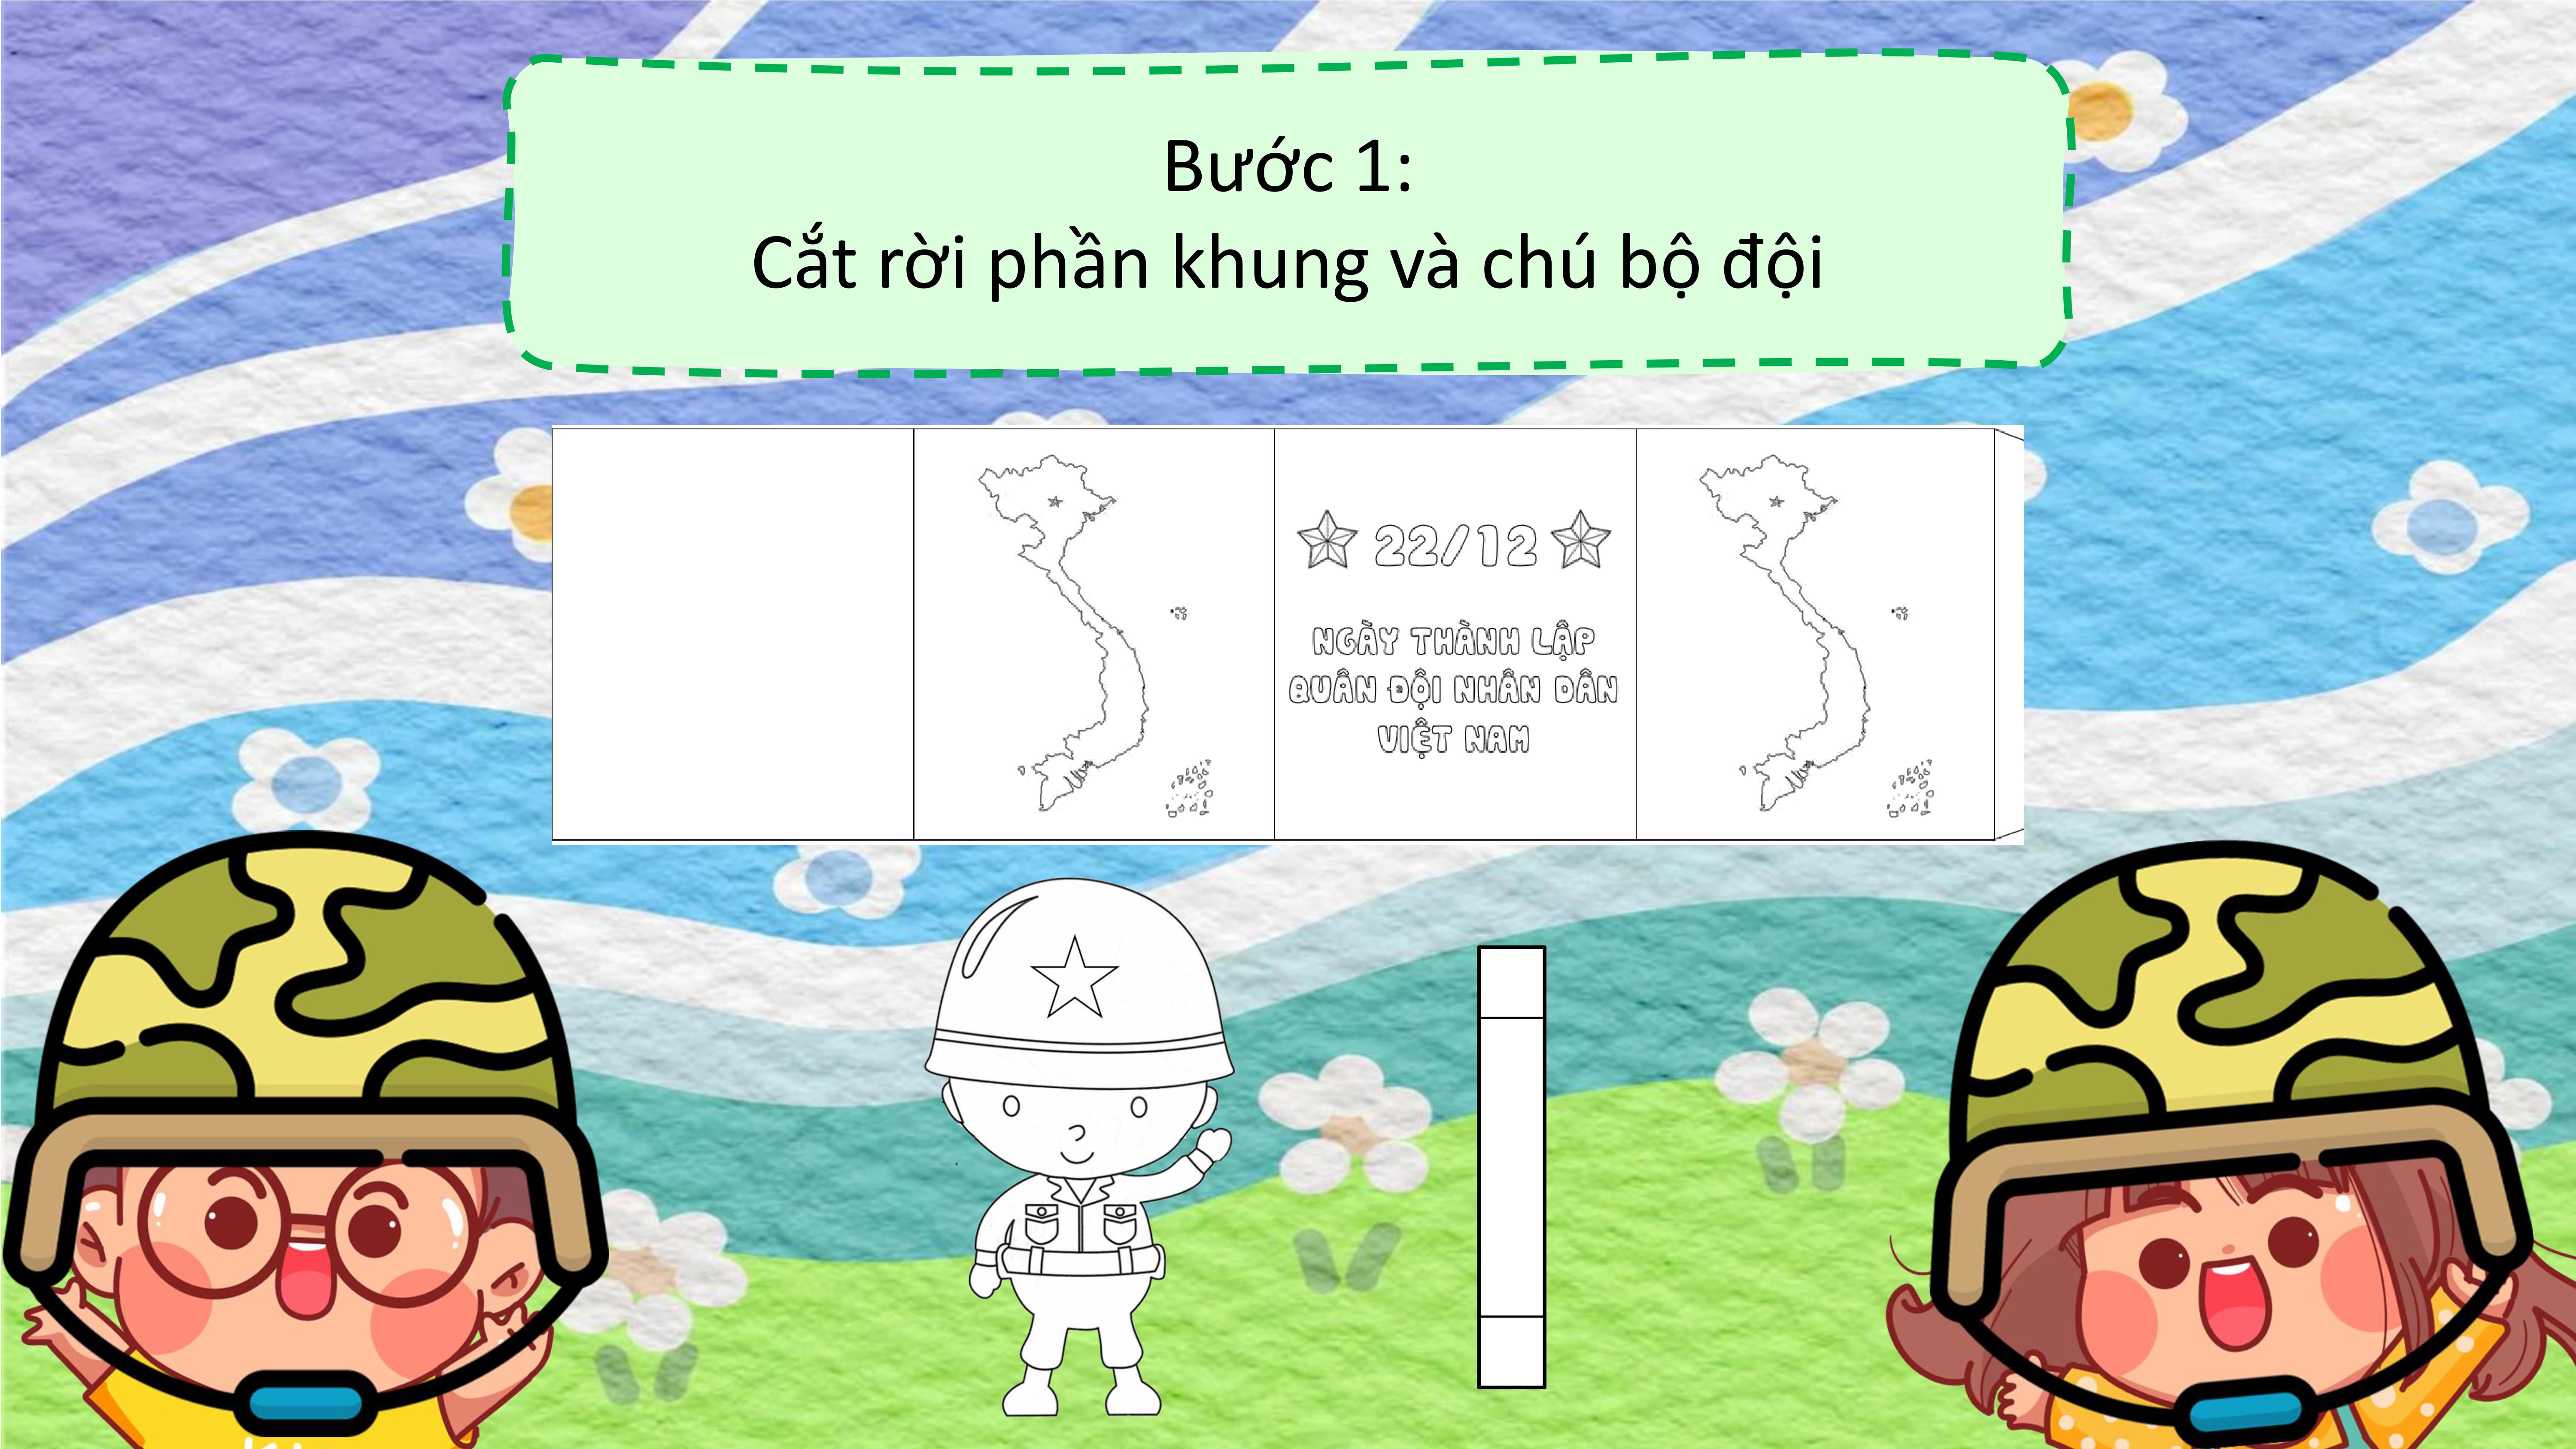 Bước 1:
Cắt rời phần khung và chú bộ đội
22/12
NGÀY THÀNH LẬP
QUÂN ĐỘI NHÂN DÂN
VIỆT NAM